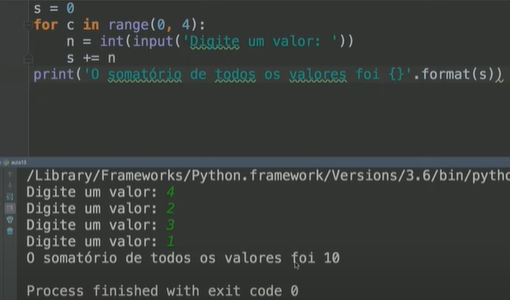 s = 0
for c in range(0, 4):
    n = int(input('Digite um valor: '))
    s += n
print('O somatório de todos os valores foi {}'.format(s))
aula13
/Library/Frameworks/Python.framework/Versions/3.6/bin/pytho
Digite um valor: 4
Digite um valor: 2
Digite um valor: 3
Digite um valor: 1
O somatório de todos os valores foi 10
Process finished with exit code 0